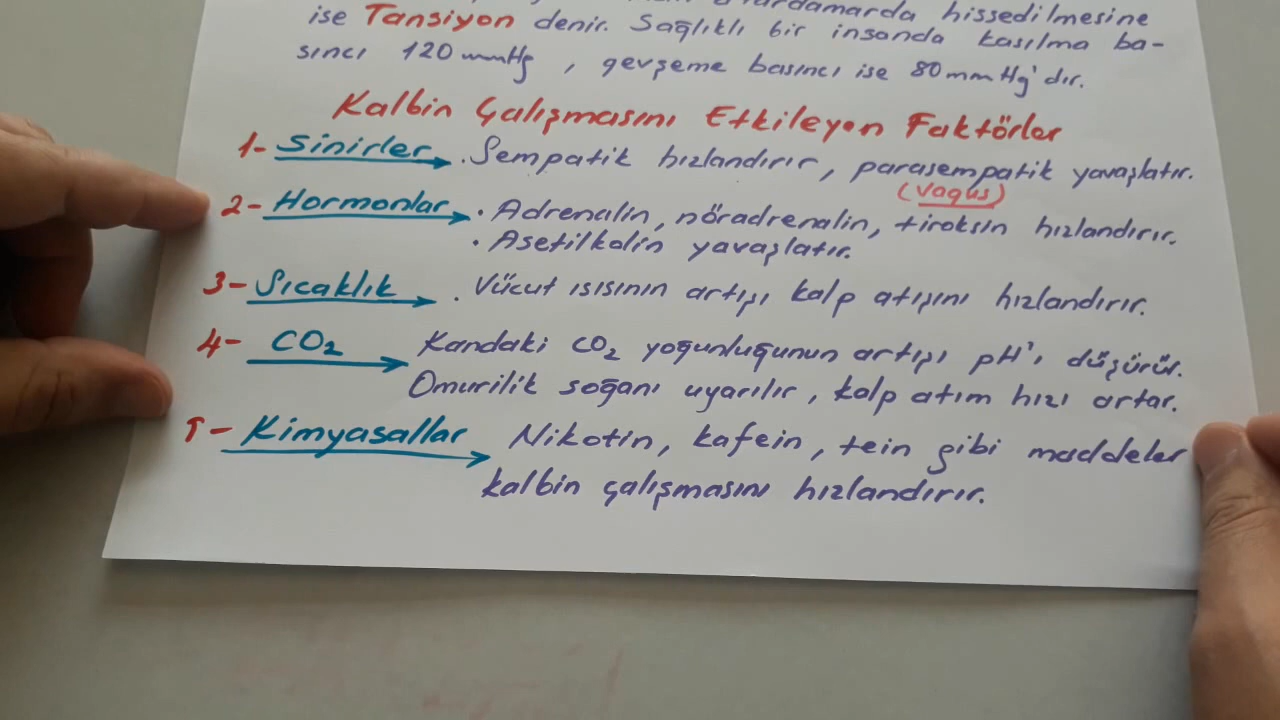 atardamarda hissedilmesine
ise Tansiyon denir. Sağlıklı bir insanda kasılma ba-
sıncı 120 mmHg, gevşeme basıncı ise 80 mmHg'dır.
Kalbin Çalışmasını Etkileyen Faktörler
1- Sinirler . Sempatik hızlandırır, parasempatik yavaşlatır.
(Vagus)
2- Hormonlar • Adrenalin, nöradrenalin, tiroksin hızlandırır.
• Asetilkolin yavaşlatır.
3- Sıcaklık . Vücut ısısının artışı kalp atışını hızlandırır.
4- CO₂ Kandaki CO₂ yoğunluğunun artışı pH'ı düşürür.
Omurilik soğanı uyarılır, kalp atım hızı artar.
5- Kimyasallar Nikotin, kafein, tein gibi maddeler
kalbin çalışmasını hızlandırır.